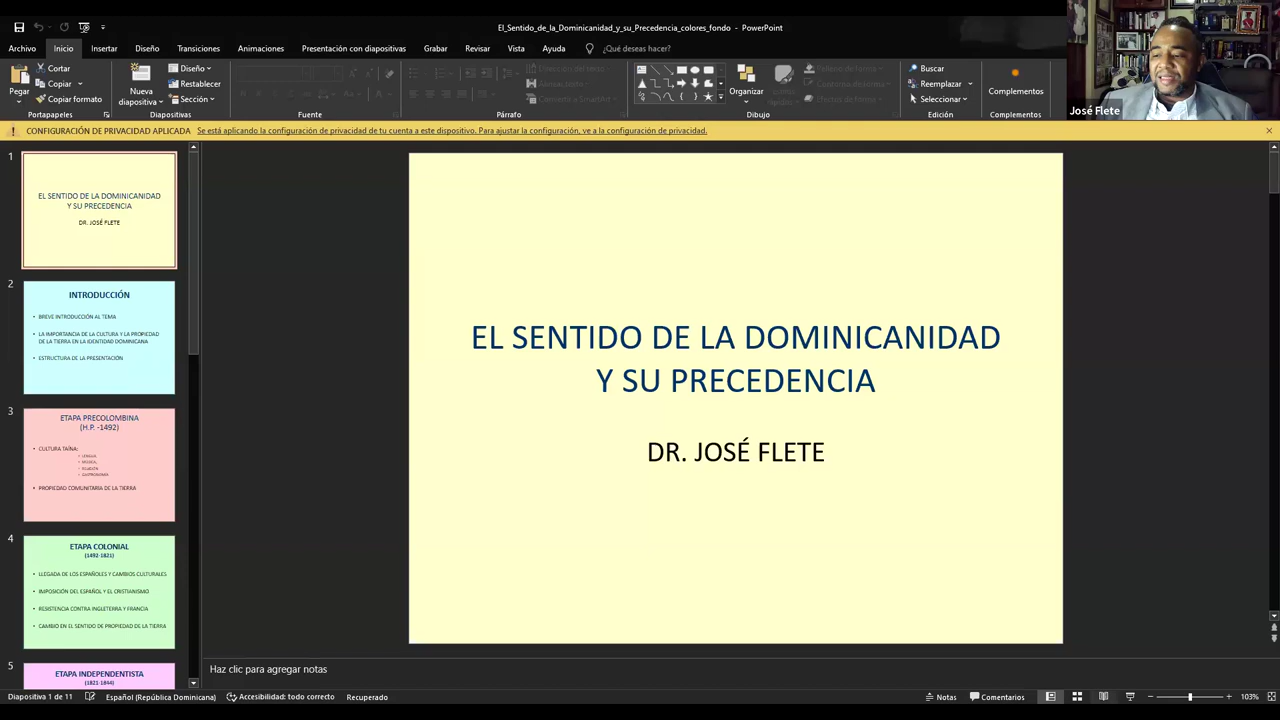 El_Sentido_de_la_Dominicanidad_y_su_Precedencia_colores_fondo - PowerPoint
Archivo Inicio Insertar Diseño Transiciones Animaciones Presentación con diapositivas Grabar Revisar Vista Ayuda ¿Qué deseas hacer?
Pegar
Cortar
Copiar
Copiar formato
Portapapeles
Nueva
diapositiva
Diseño
Restablecer
Sección
Diapositivas
Fuente
Párrafo
Organizar
Dibujo
Buscar
Reemplazar
Seleccionar
Edición
Complementos
Complementos
José Flete
CONFIGURACIÓN DE PRIVACIDAD APLICADA Se está aplicando la configuración de privacidad de tu cuenta a este dispositivo. Para ajustar la configuración, ve a la configuración de privacidad.
1
EL SENTIDO DE LA DOMINICANIDAD
Y SU PRECEDENCIA
DR. JOSÉ FLETE
2
INTRODUCCIÓN
• BREVE INTRODUCCIÓN AL TEMA
• LA IMPORTANCIA DE LA CULTURA Y LA PROPIEDAD
DE LA TIERRA EN LA IDENTIDAD DOMINICANA
• ESTRUCTURA DE LA PRESENTACIÓN
3
ETAPA PRECOLOMBINA
(H.P. -1492)
• CULTURA TAÍNA:
• PROPIEDAD COMUNITARIA DE LA TIERRA
4
ETAPA COLONIAL
(1492-1821)
• LLEGADA DE LOS ESPAÑOLES Y CAMBIOS CULTURALES
• IMPOSICIÓN DEL ESPAÑOL Y EL CRISTIANISMO
• RESISTENCIA CONTRA INGLETERRA Y FRANCIA
• CAMBIO EN EL SENTIDO DE PROPIEDAD DE LA TIERRA
5
ETAPA INDEPENDENTISTA
(1821-1844)
EL SENTIDO DE LA DOMINICANIDAD
Y SU PRECEDENCIA
DR. JOSÉ FLETE
Haz clic para agregar notas
Diapositiva 1 de 11 Español (República Dominicana) Accesibilidad: todo correcto Recuperado Notas Comentarios 103%